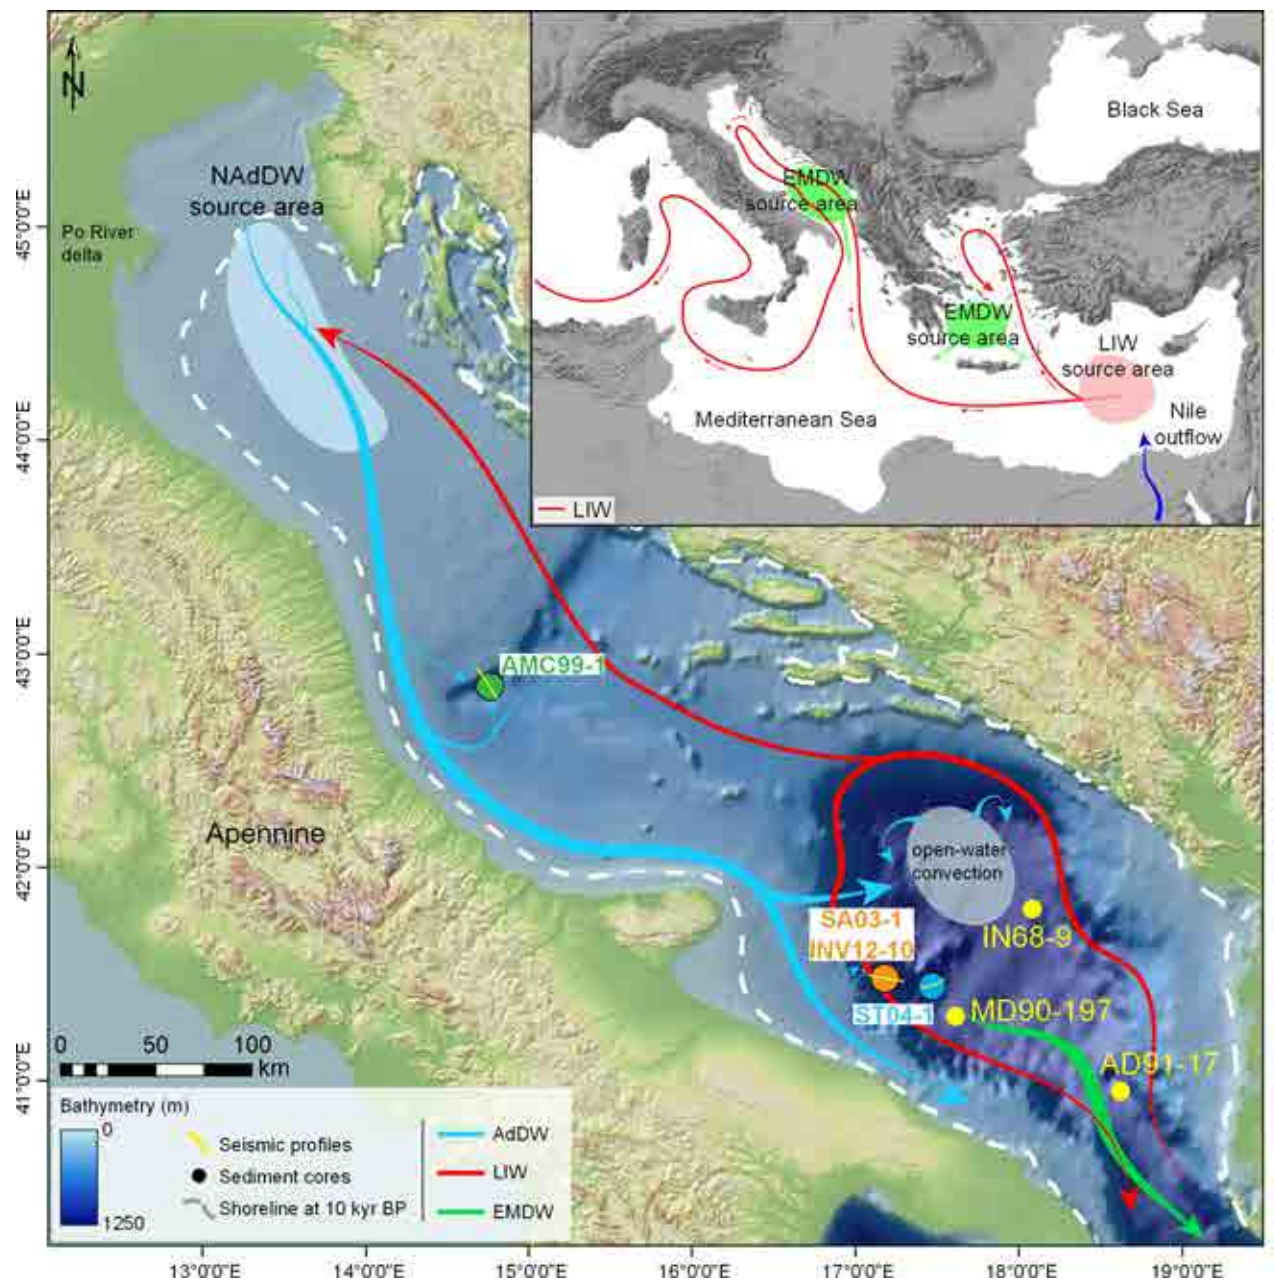 N
NAdDW
source area
Po River
delta
Black Sea
EMDW
source area
EMDW
source area
LIW
source area
Mediterranean Sea
Nile
outflow
LIW
45°0'0"E
44°0'0"E
43°0'0"E
42°0'0"E
41°0'0"E
AMC99-1
Apennine
open-water
convection
SA03-1
INV12-10
IN68-9
ST04-1
MD90-197
AD91-17
0 50 100
km
Bathymetry (m)
0
1250
Seismic profiles
Sediment cores
Shoreline at 10 kyr BP
AdDW
LIW
EMDW
13°0'0"E 14°0'0"E 15°0'0"E 16°0'0"E 17°0'0"E 18°0'0"E 19°0'0"E